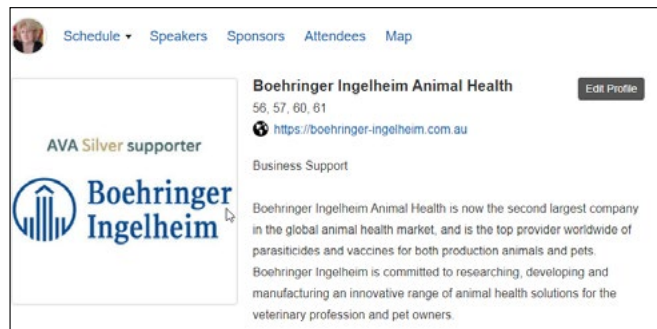 Schedule Speakers Sponsors Attendees Map
AVA Silver supporter
Boehringer
Ingelheim
Boehringer Ingelheim Animal Health
Edit Profile
56, 57, 60, 61
https://boehringer-ingelheim.com.au
Business Support
Boehringer Ingelheim Animal Health is now the second largest company
in the global animal health market, and is the top provider worldwide of
parasiticides and vaccines for both production animals and pets.
Boehringer Ingelheim is committed to researching, developing and
manufacturing an innovative range of animal health solutions for the
veterinary profession and pet owners.